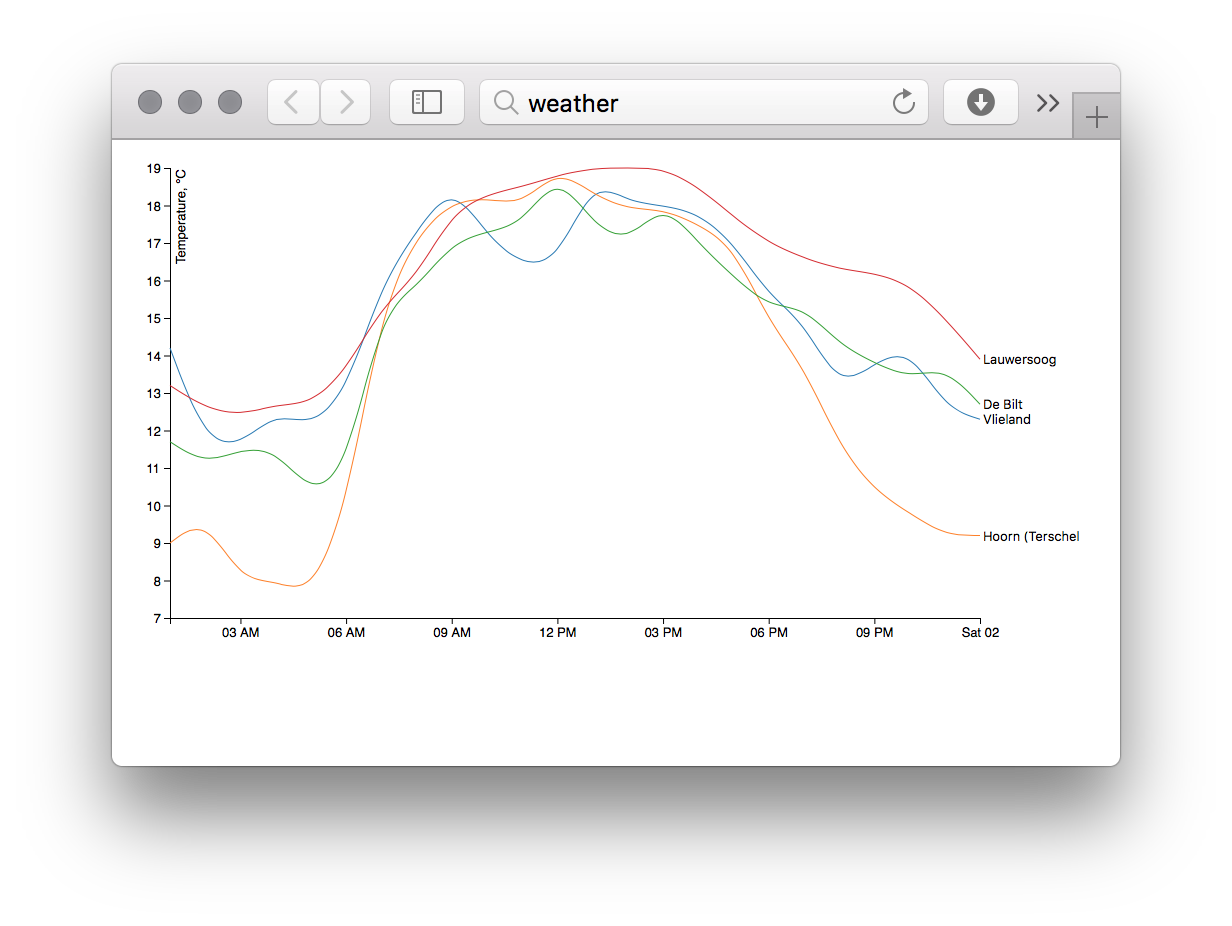 weather
19
18
17
16
15
14
13
12
11
10
9
8
7
Temperature, °C
Lauwersoog
De Bilt
Vlieland
Hoorn (Terschel
03 AM 06 AM 09 AM 12 PM 03 PM 06 PM 09 PM Sat 02